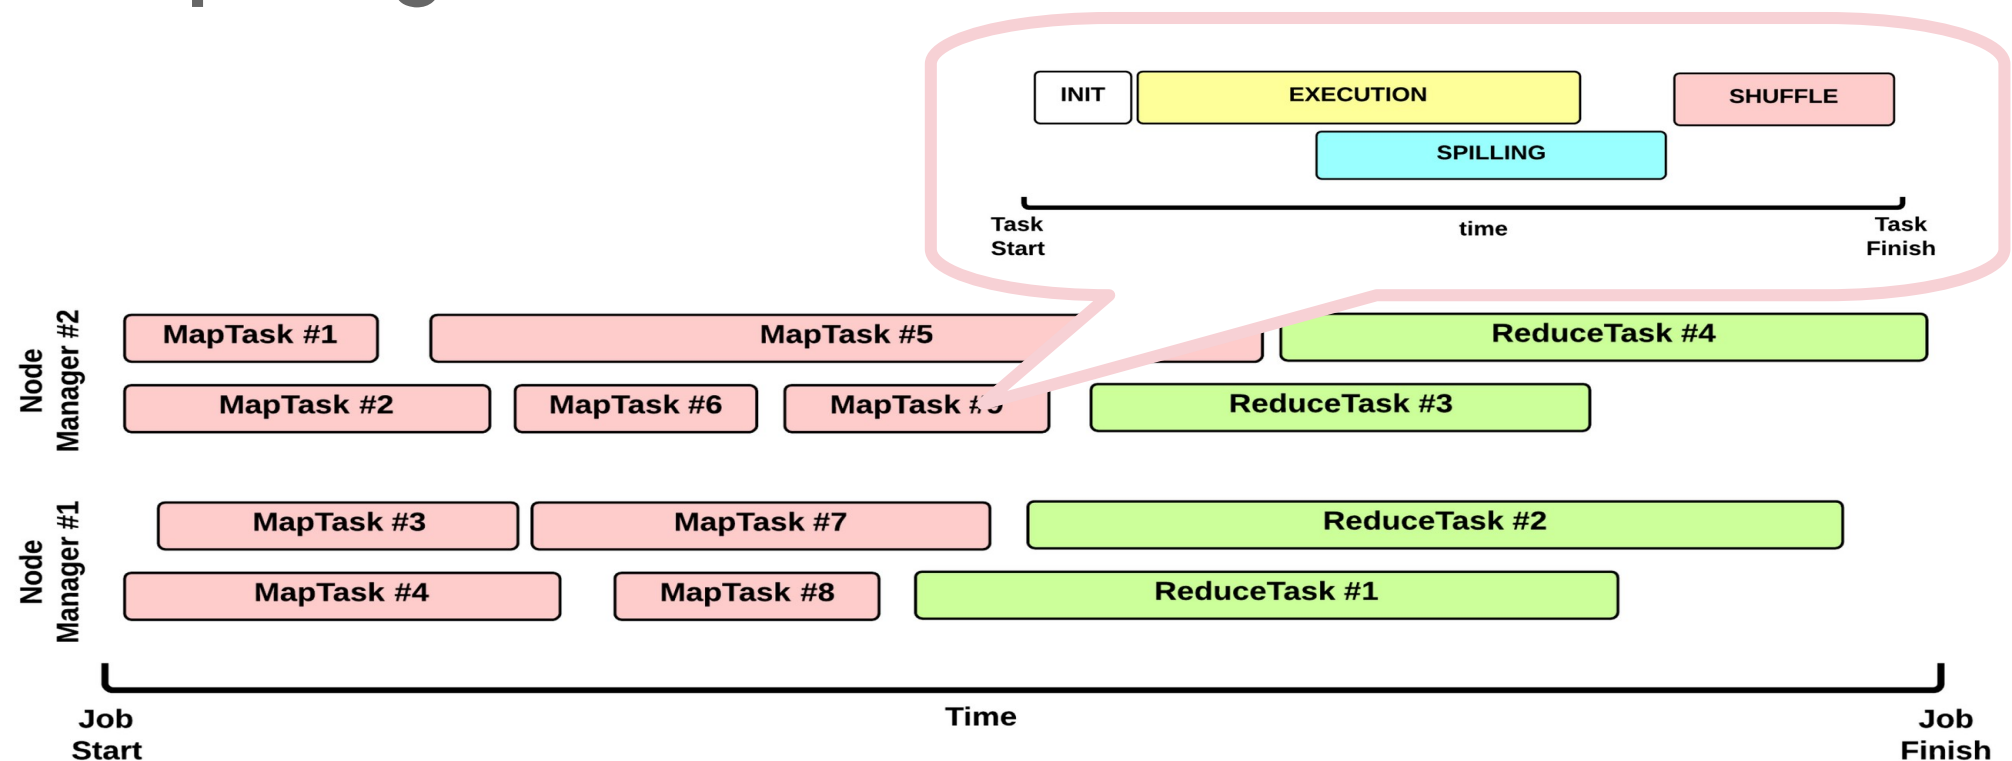 INIT
EXECUTION
SHUFFLE
SPILLING
Task
Start
time
Task
Finish
Node
Manager #2
MapTask #1
MapTask #5
ReduceTask #4
MapTask #2
MapTask #6
MapTask
ReduceTask #3
Node
Manager #1
MapTask #3
MapTask #7
ReduceTask #2
MapTask #4
MapTask #8
ReduceTask #1
Job
Start
Time
Job
Finish